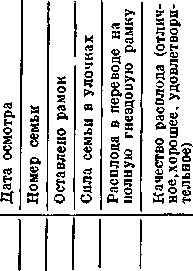 Дата осмотра
Номер семьи
Оставлено рамок
Сила семьи в улочках
Расплода в переводе на
полную гнездовую рамку
Качество расплода (отлич-
ное, хорошее, удовлетвори-
тельное)